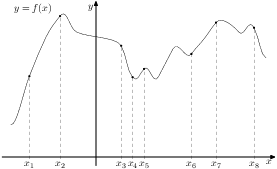 y = f(x)
y
x₁ x₂ x₃ x₄ x₅ x₆ x₇ x₈ x